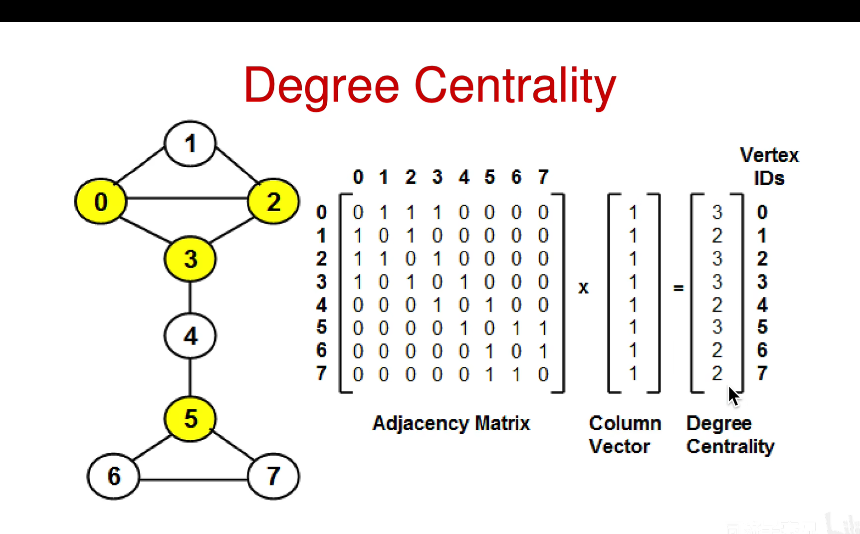 Degree Centrality
1
0
2
3
4
5
6
7
Vertex
IDs
0 1 2 3 4 5 6 7
0 0 1 1 1 0 0 0 0 1 3 0
1 1 0 1 0 0 0 0 0 1 2 1
2 1 1 0 1 0 0 0 0 1 3 2
3 1 0 1 0 1 0 0 0 x 1 = 3 3
4 0 0 0 1 0 1 0 0 1 2 4
5 0 0 0 0 1 0 1 1 1 3 5
6 0 0 0 0 0 1 0 1 1 2 6
7 0 0 0 0 0 1 1 0 1 2 7
Adjacency Matrix
Column
Vector
Degree
Centrality